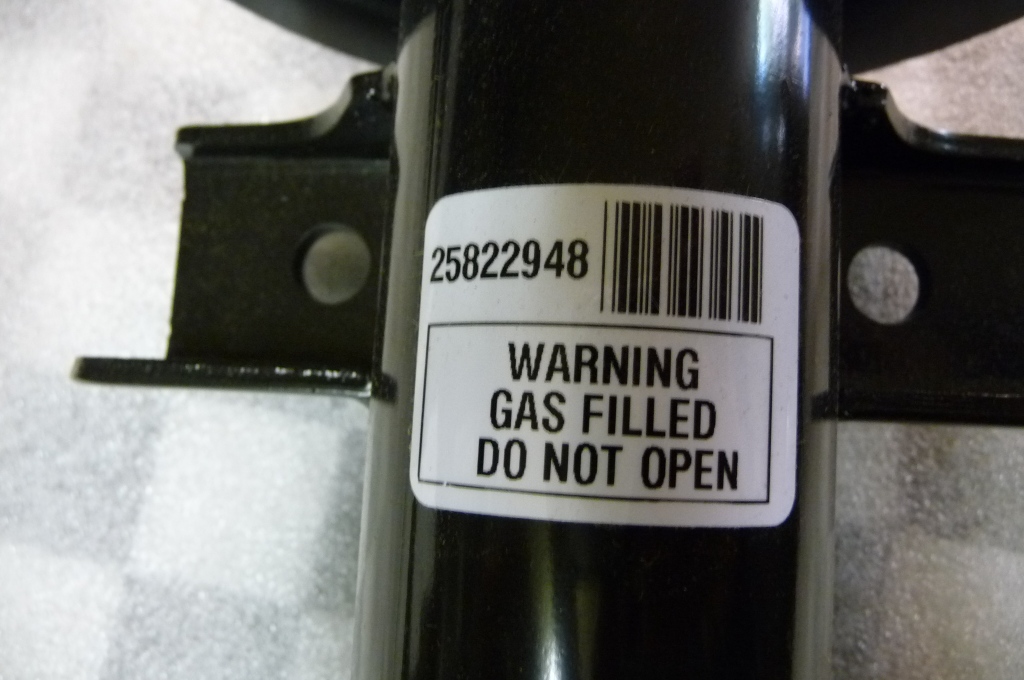 25822948
WARNING
GAS FILLED
DO NOT OPEN